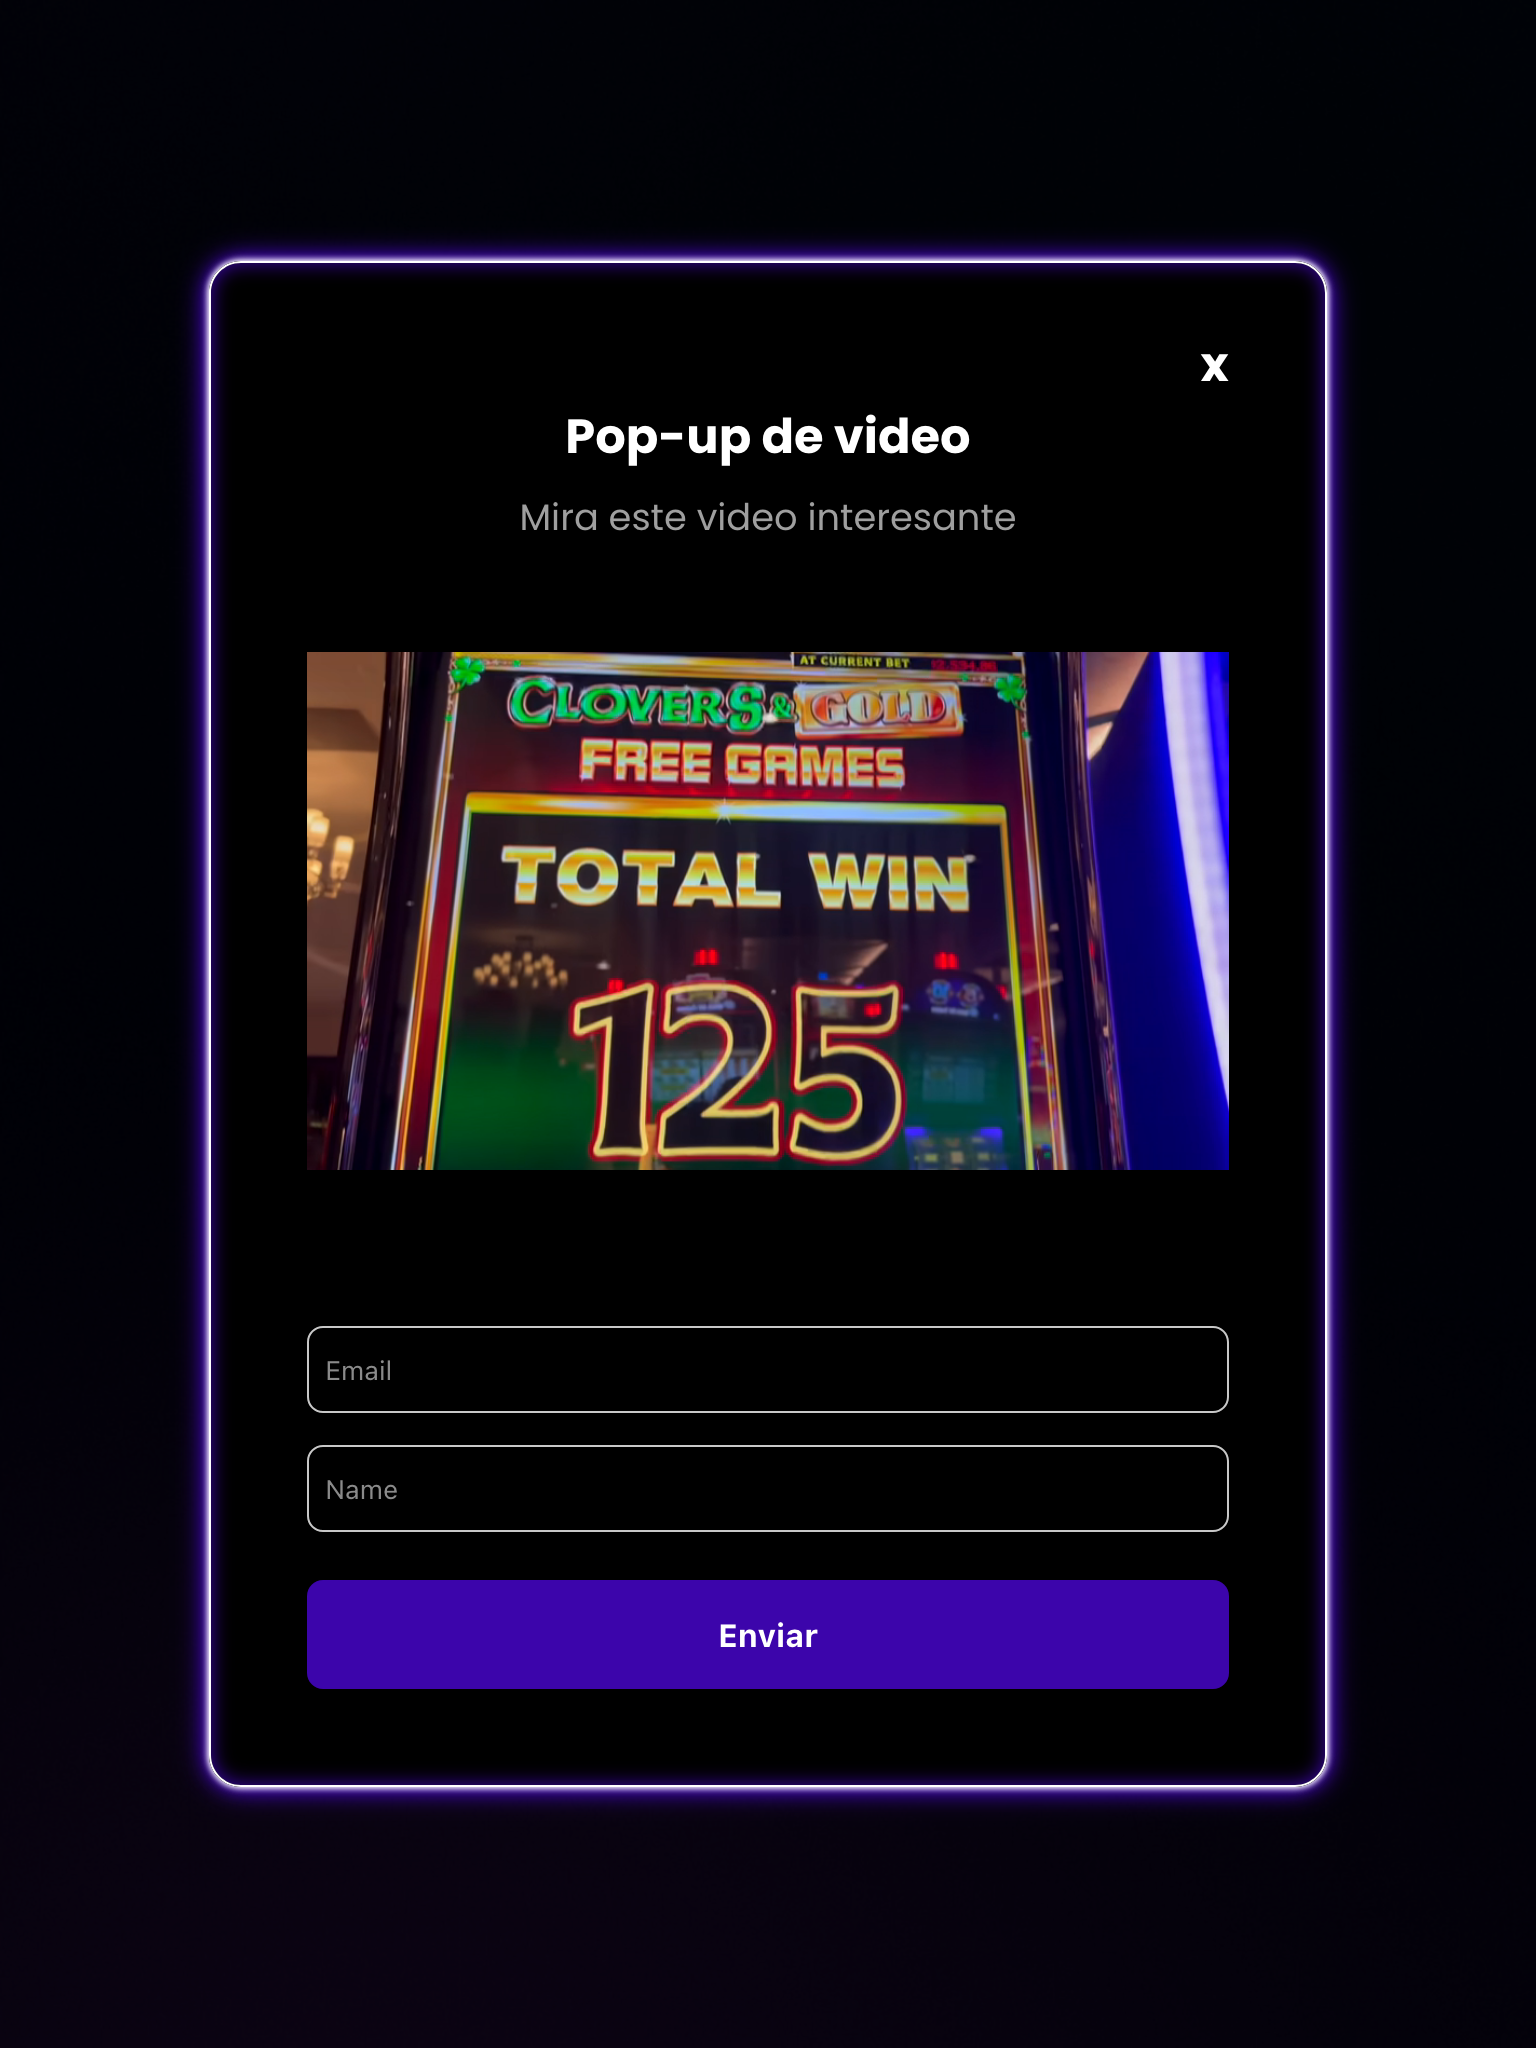 X
Pop-up de video
Mira este video interesante
AT CURRENT BET
CLOVERS & GOLD
FREE GAMES
TOTAL WIN
125
Email
Name
Enviar